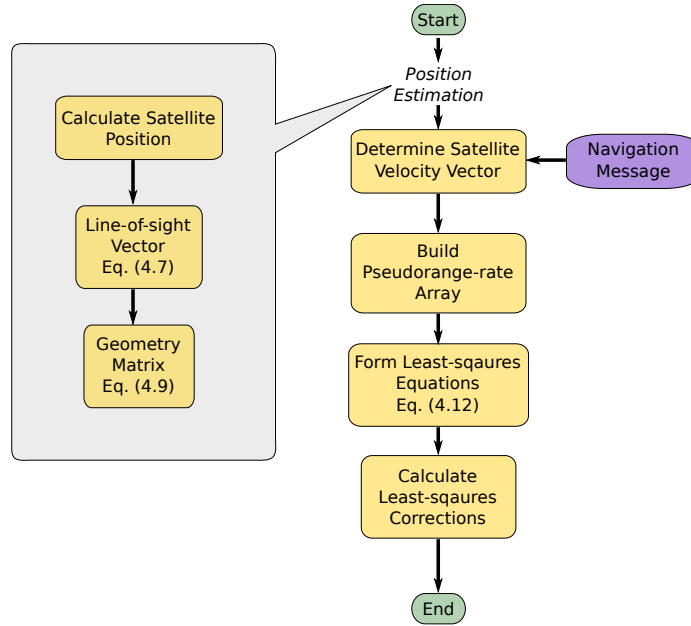 Start
Position
Estimation
Calculate Satellite
Position
Line-of-sight
Vector
Eq. (4.7)
Geometry
Matrix
Eq. (4.9)
Determine Satellite
Velocity Vector
Navigation
Message
Build
Pseudorange-rate
Array
Form Least-sqaures
Equations
Eq. (4.12)
Calculate
Least-sqaures
Corrections
End